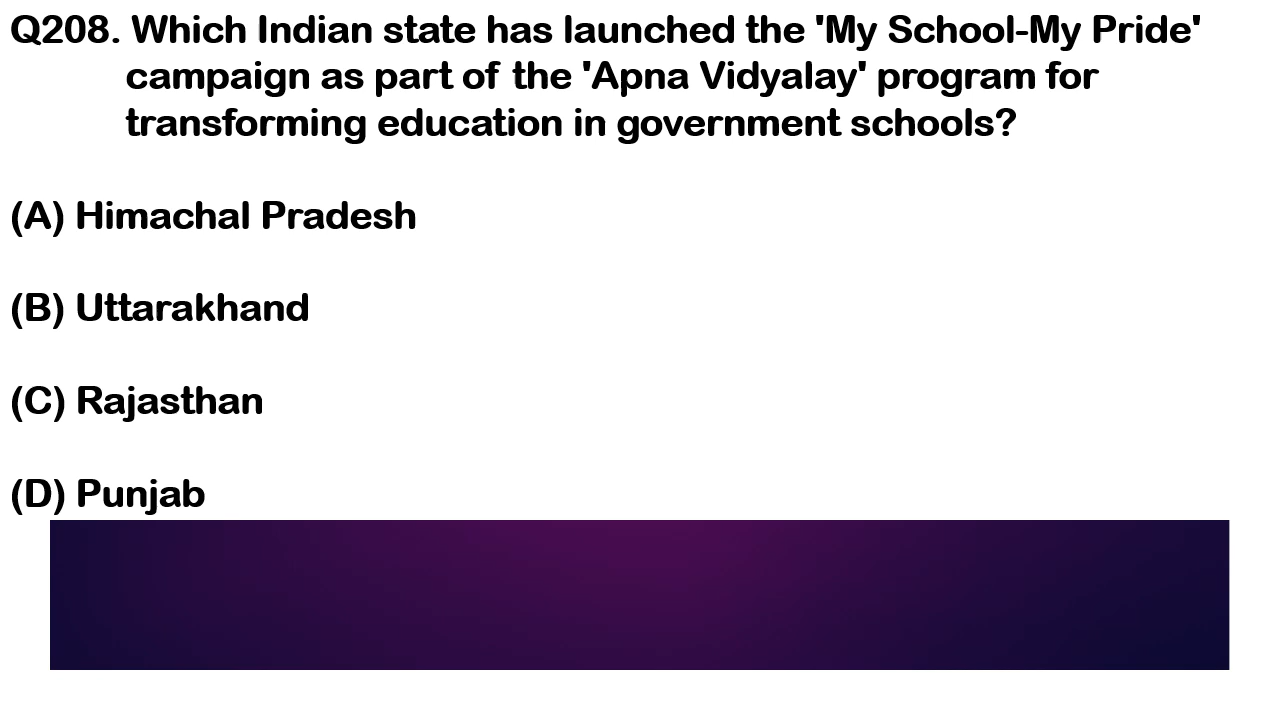 Q208. Which Indian state has launched the 'My School-My Pride'
campaign as part of the 'Apna Vidyalay' program for
transforming education in government schools?
(A) Himachal Pradesh
(B) Uttarakhand
(C) Rajasthan
(D) Punjab